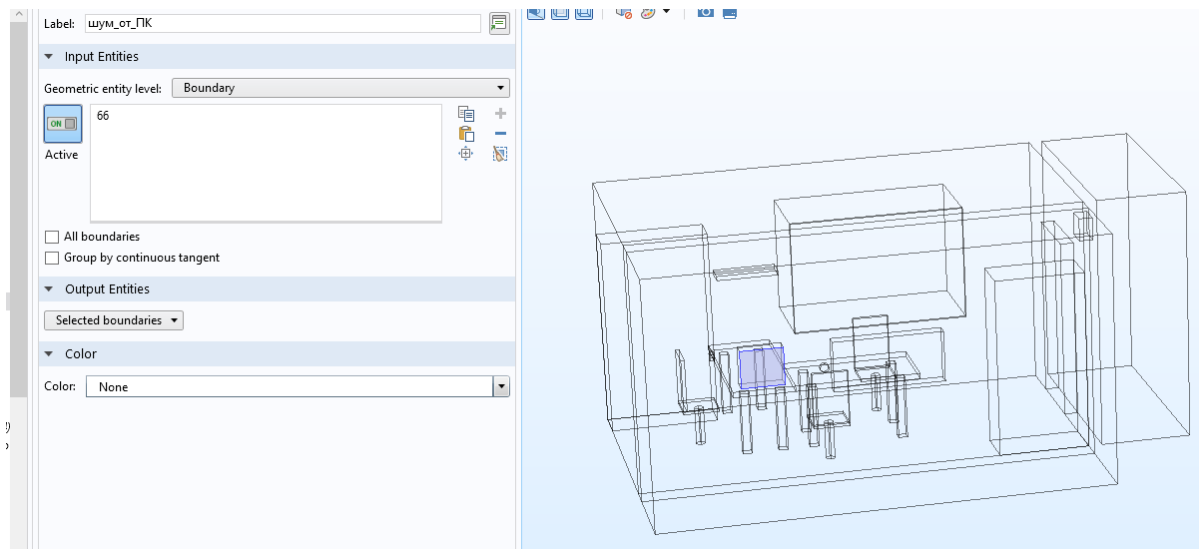 Label: шум_от_ПК
Input Entities
Geometric entity level: Boundary
ON
66
Active
All boundaries
Group by continuous tangent
Output Entities
Selected boundaries
Color
Color: None